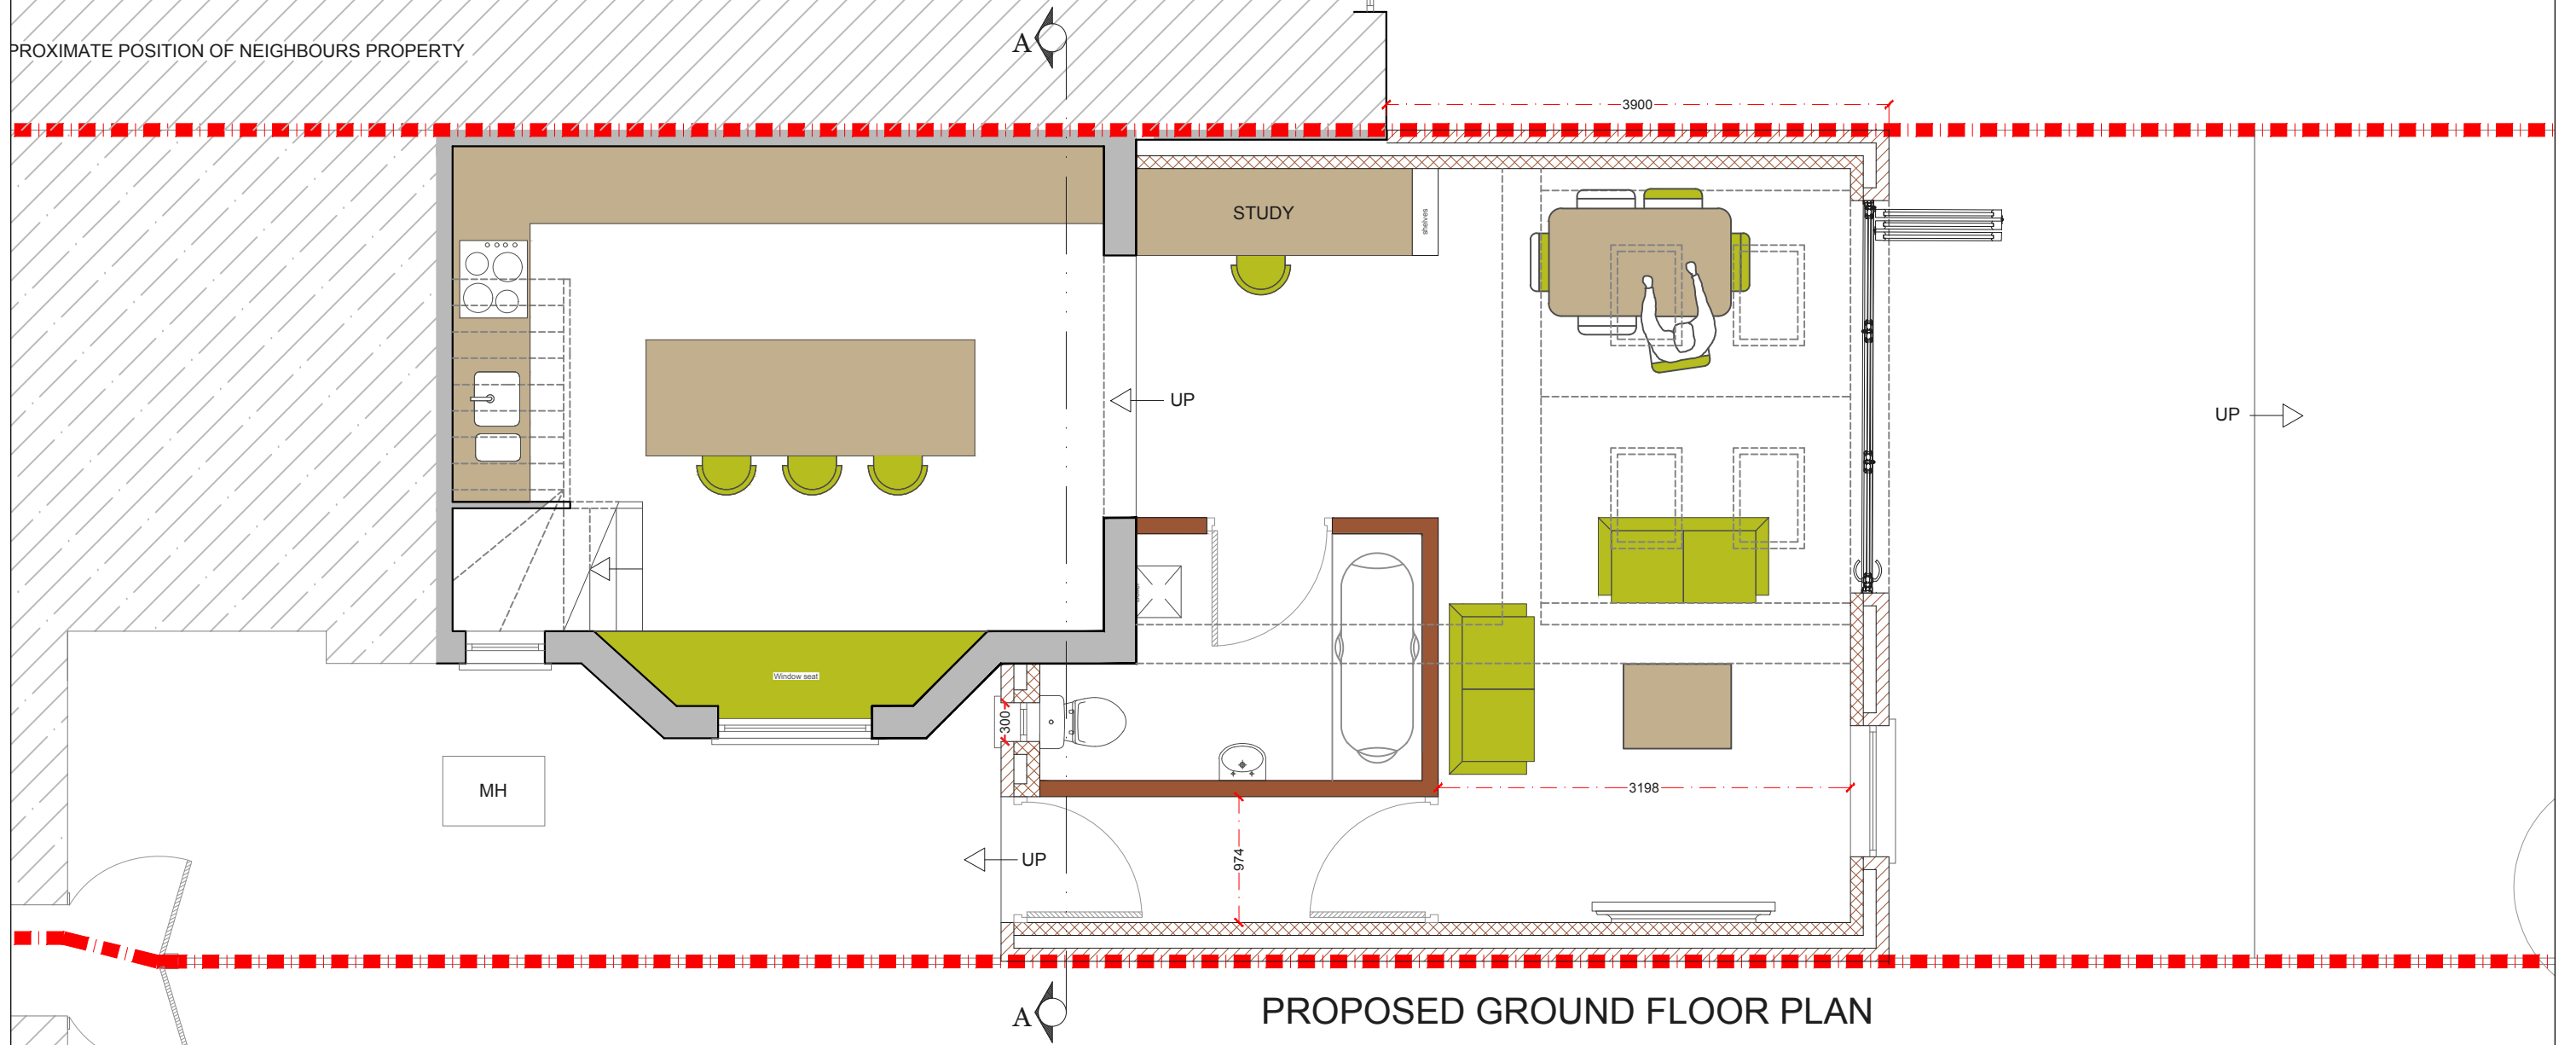 A
PROXIMATE POSITION OF NEIGHBOURS PROPERTY
3900
STUDY
shelves
UP
UP
Window seat
300
MH
3198
974
UP
A
PROPOSED GROUND FLOOR PLAN